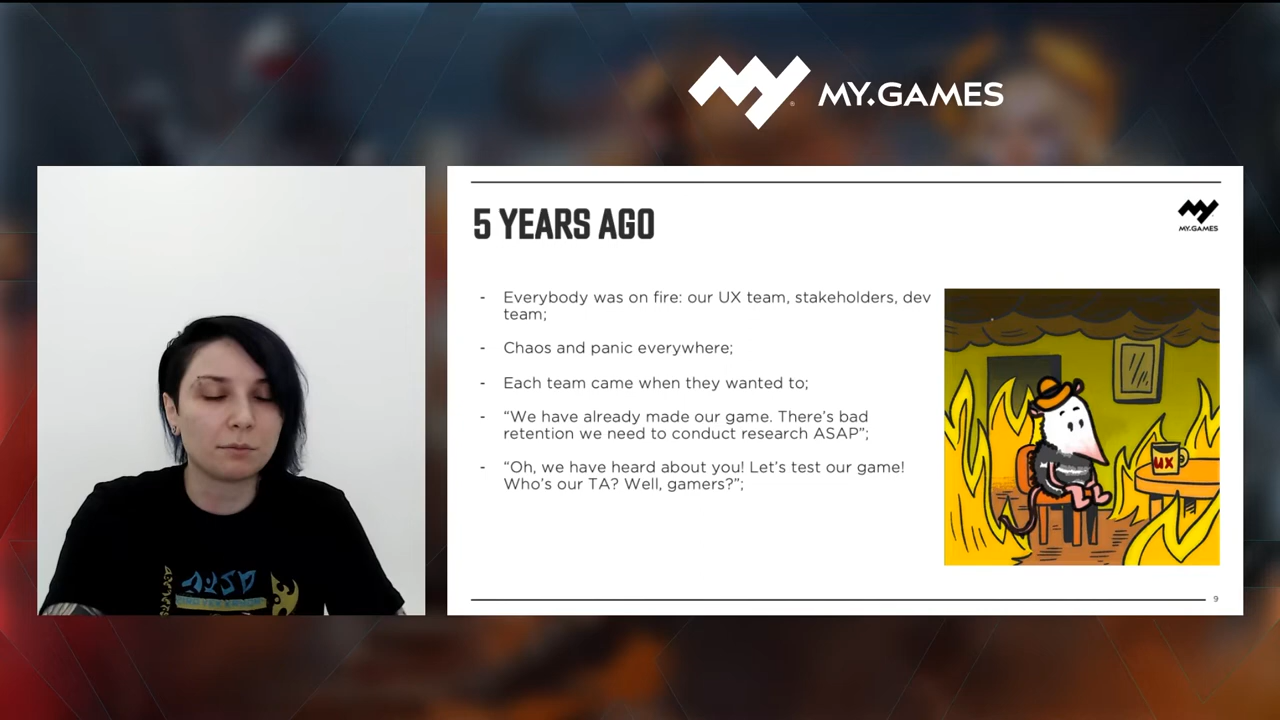 MY.GAMES
5 YEARS AGO
MY.GAMES
- Everybody was on fire: our UX team, stakeholders, dev
team;
- Chaos and panic everywhere;
- Each team came when they wanted to;
- “We have already made our game. There’s bad
retention we need to conduct research ASAP”;
- “Oh, we have heard about you! Let’s test our game!
Who’s our TA? Well, gamers?”;
UX
9